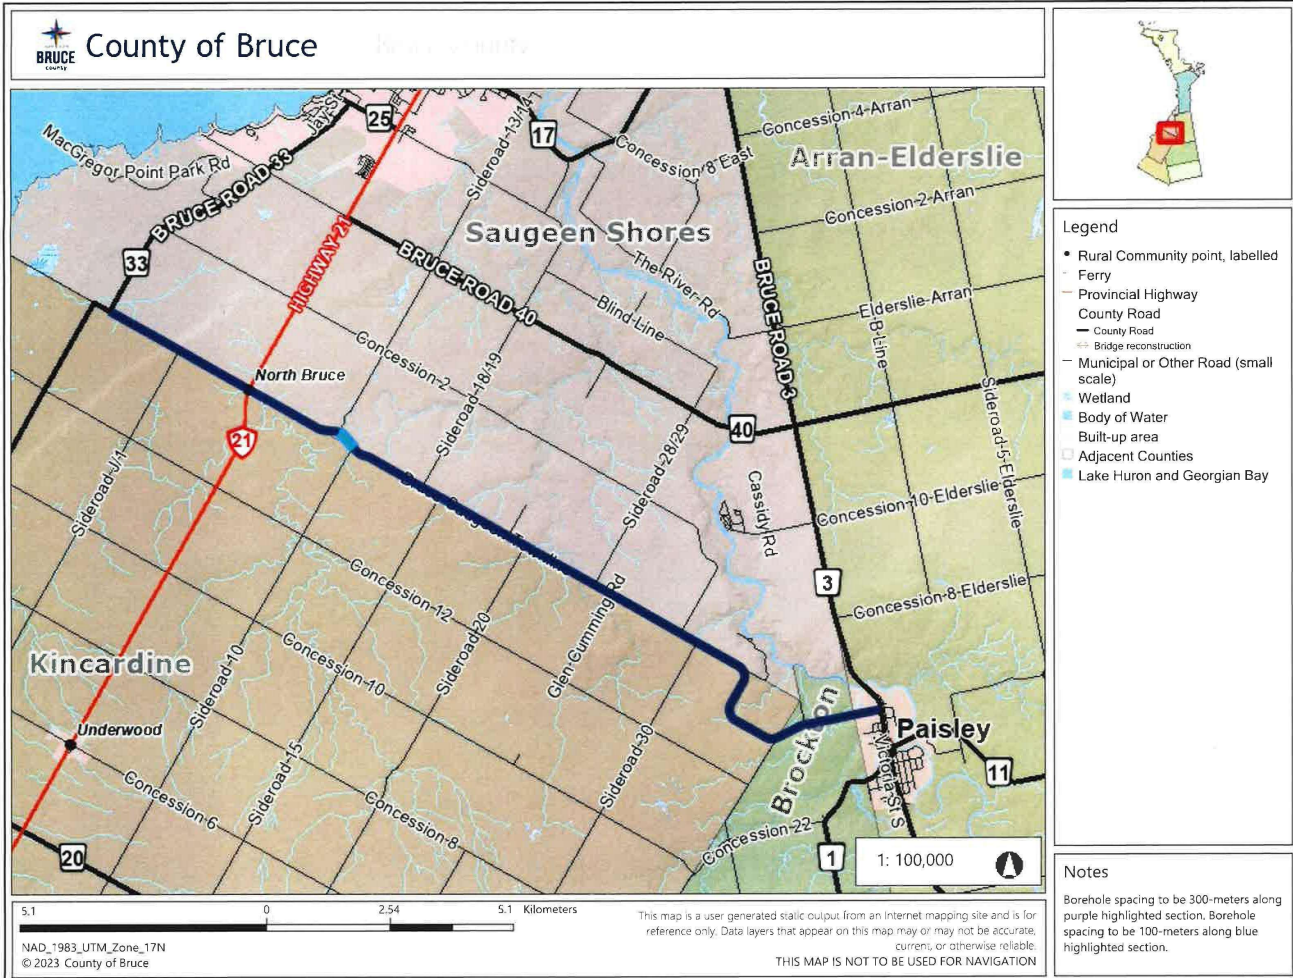 BRUCE
county
County of Bruce
MacGregor Point Park Rd
Jay St
25
Sideroad-13/14
17
Concession-8 East
Concession-4-Arran
Arran-Elderslie
Concession-2-Arran
BRUCE-ROAD-33
33
HIGHWAY-21
Saugeen Shores
BRUCE-ROAD-40
The River-Rd
Blind-Line
BRUCE-ROAD-3
Elderslie-Arran
B-Line
Sideroad-5-Elderslie
Concession-2
North Bruce
Sideroad-18/19
21
40
Sideroad-28/29
Cassidy Rd
Concession-10-Elderslie
Sideroad-J/1
3
Concession-8-Elderslie
Concession-12
Concession-10
Sideroad-20
Glen-Cumming Rd
Kincardine
Sideroad-10
Underwood
Sideroad-15
Sideroad-30
Concession-6
Concession-8
20
Brockton
Paisley
Victoria-St S
11
Concession 22
1
1: 100,000
Legend
Rural Community point, labelled
Ferry
Provincial Highway
County Road
County Road
Bridge reconstruction
Municipal or Other Road (small
scale)
Wetland
Body of Water
Built-up area
Adjacent Counties
Lake Huron and Georgian Bay
Notes
Borehole spacing to be 300-meters along
purple highlighted section. Borehole
spacing to be 100-meters along blue
highlighted section.
5.1 0 2.54 5.1 Kilometers
NAD_1983_UTM_Zone_17N
© 2023 County of Bruce
This map is a user generated static output from an Internet mapping site and is for
reference only. Data layers that appear on this map may or may not be accurate,
current, or otherwise reliable.
THIS MAP IS NOT TO BE USED FOR NAVIGATION